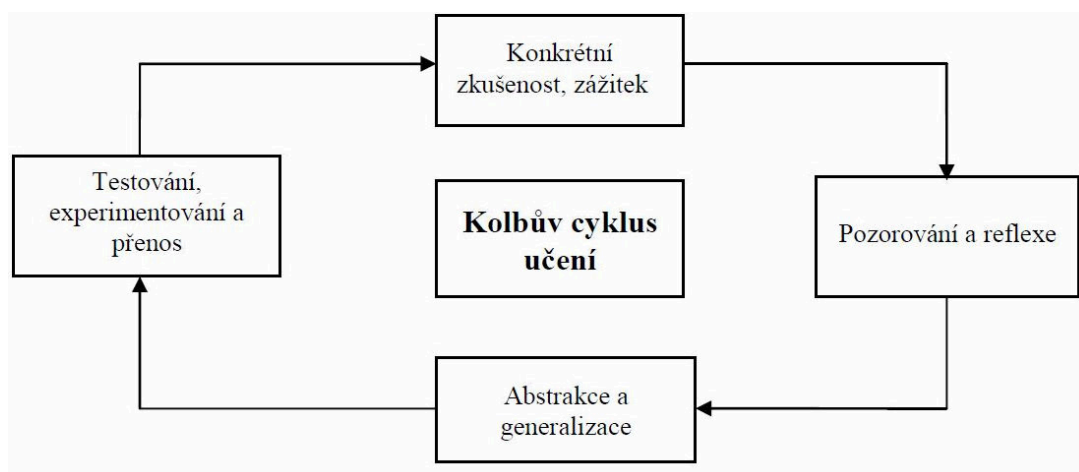 Konkrétní
zkušenost, zážitek
Testování,
experimentování a
přenos
Kolbův cyklus
učení
Pozorování a reflexe
Abstrakce a
generalizace